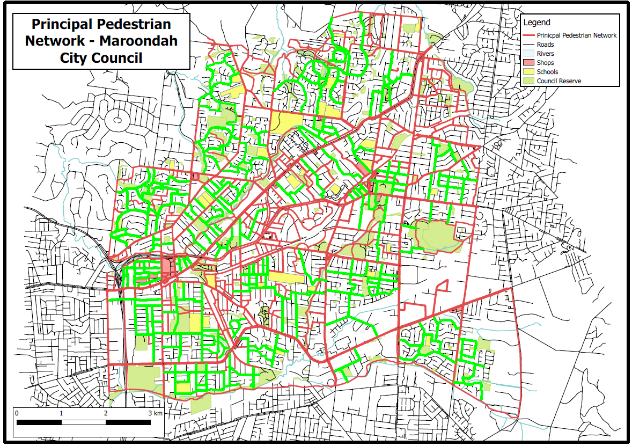 Principal Pedestrian
Network - Maroondah
City Council
Legend
Prinicpal Pedestrian Network
Roads
Rivers
Shops
Schools
Council Reserve
0 1 2 3 km